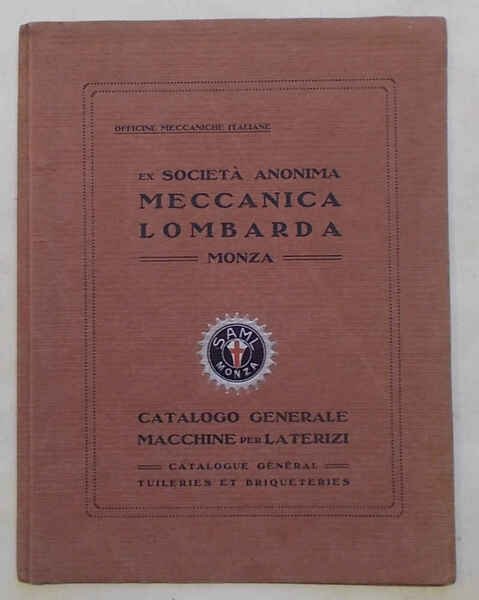 OFFICINE MECCANICHE ITALIANE
EX SOCIETÀ ANONIMA
MECCANICA
LOMBARDA
MONZA
SAML
MONZA
CATALOGO GENERALE
MACCHINE PER LATERIZI
CATALOGUE GÉNÉRAL
TUILERIES ET BRIQUETERIES